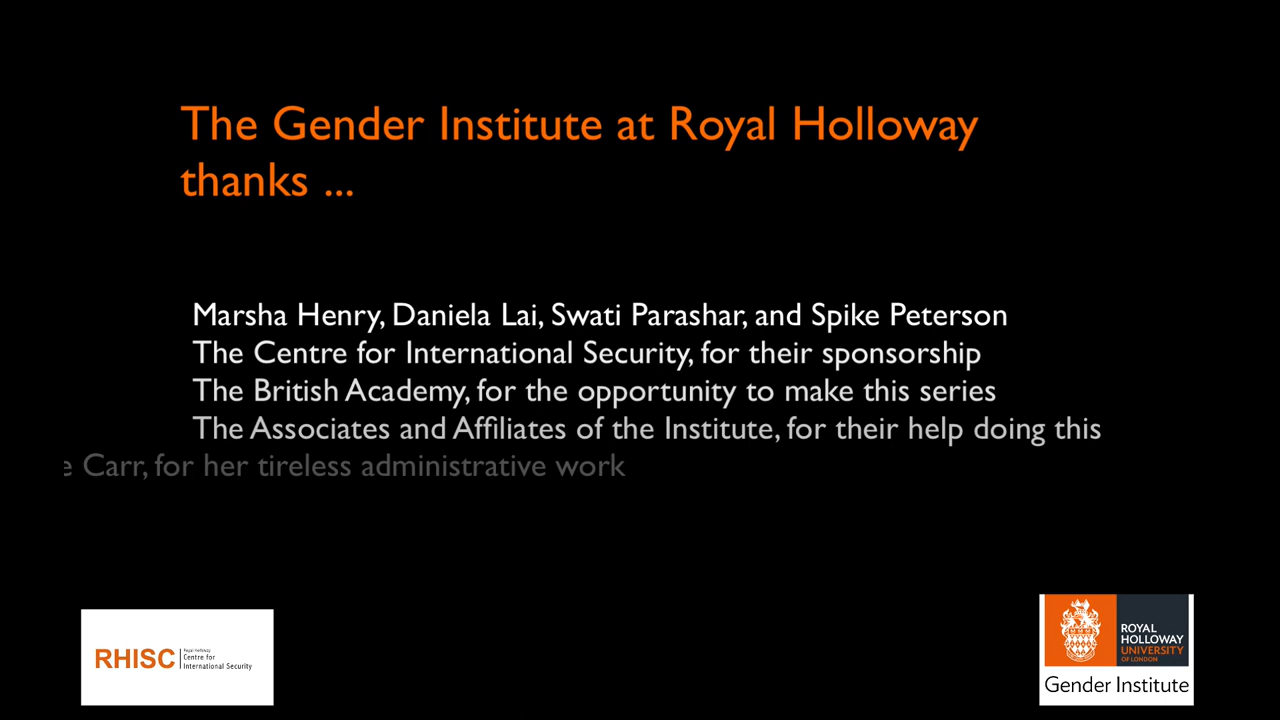 The Gender Institute at Royal Holloway
thanks ...
Marsha Henry, Daniela Lai, Swati Parashar, and Spike Peterson
The Centre for International Security, for their sponsorship
The British Academy, for the opportunity to make this series
The Associates and Affiliates of the Institute, for their help doing this
e Carr, for her tireless administrative work
RHISC
Royal Holloway
Centre for
International Security
ROYAL
HOLLOWAY
UNIVERSITY
OF LONDON
Gender Institute